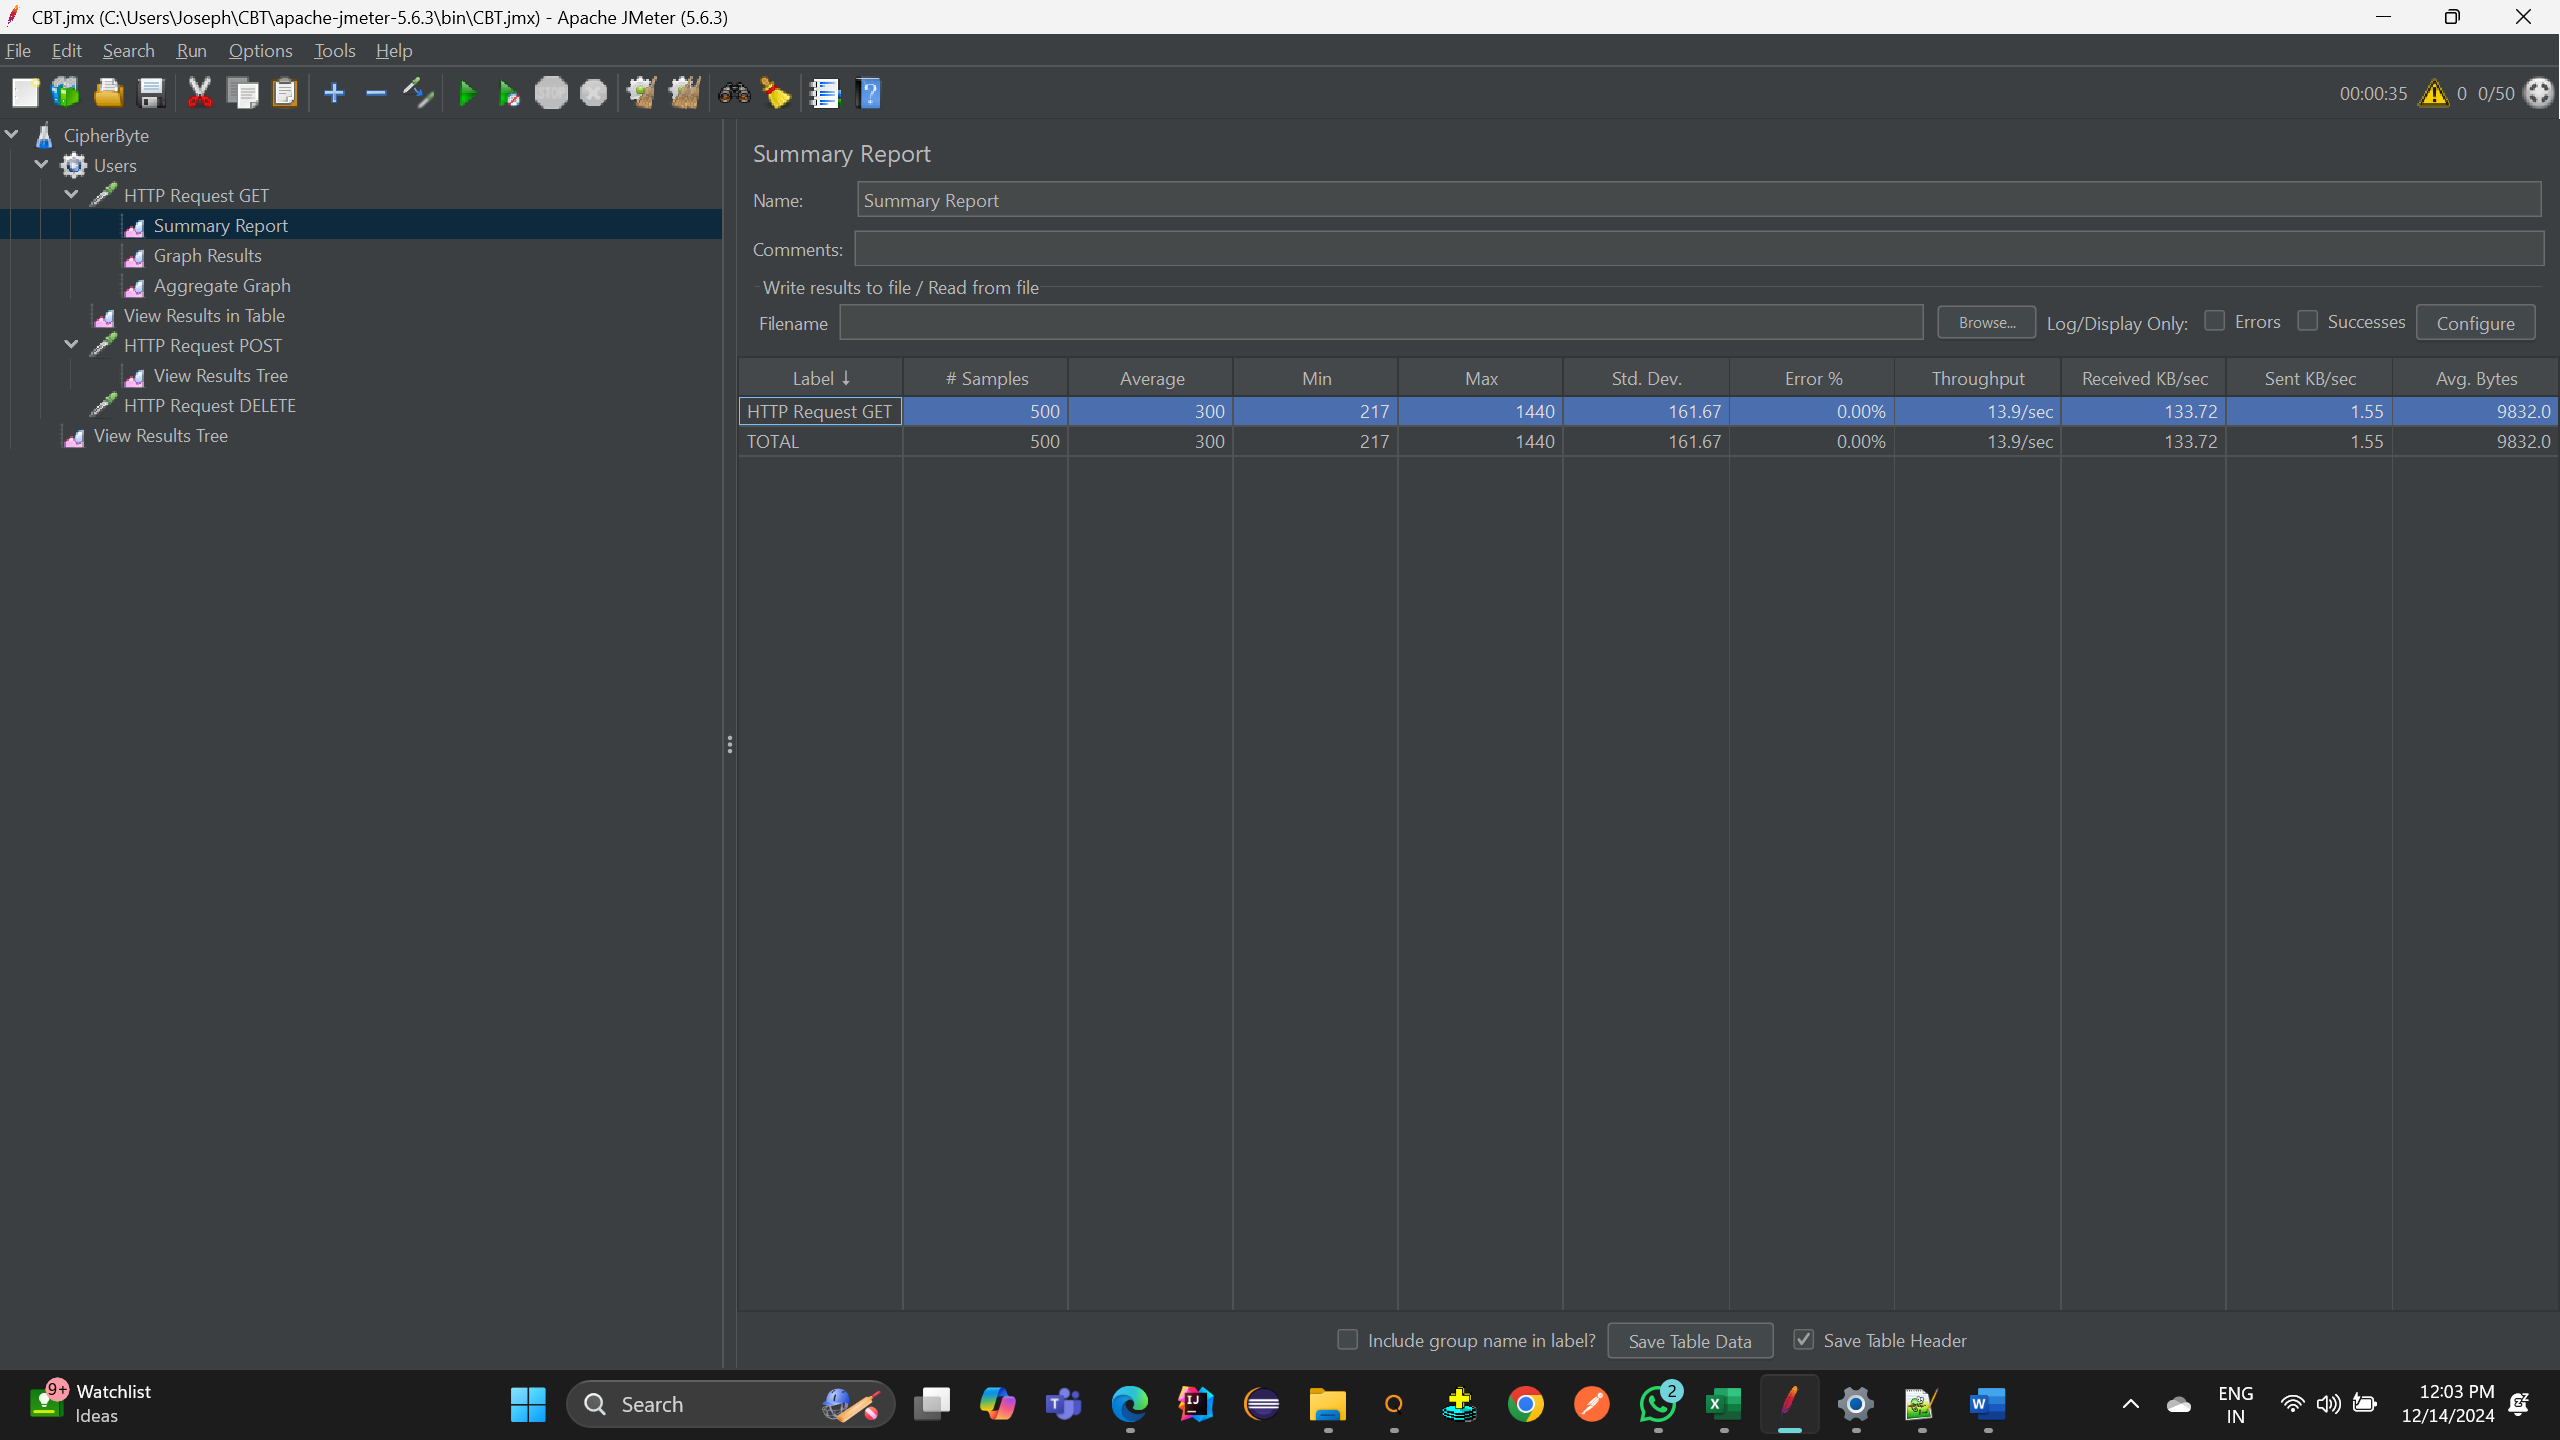 CBT.jmx (C:\Users\Joseph\CBT\apache-jmeter-5.6.3\bin\CBT.jmx) - Apache JMeter (5.6.3)
File Edit Search Run Options Tools Help
STOP
00:00:35 0 0/50
CipherByte
Users
HTTP Request GET
Summary Report
Graph Results
Aggregate Graph
View Results in Table
HTTP Request POST
View Results Tree
HTTP Request DELETE
View Results Tree
Summary Report
Name: Summary Report
Comments:
Write results to file / Read from file
Filename Browse... Log/Display Only: Errors Successes Configure
Label ↓ # Samples Average Min Max Std. Dev. Error % Throughput Received KB/sec Sent KB/sec Avg. Bytes
HTTP Request GET 500 300 217 1440 161.67 0.00% 13.9/sec 133.72 1.55 9832.0
TOTAL 500 300 217 1440 161.67 0.00% 13.9/sec 133.72 1.55 9832.0
Include group name in label? Save Table Data Save Table Header
9+ Watchlist
Ideas
Search
2
ENG
IN
12:03 PM
12/14/2024